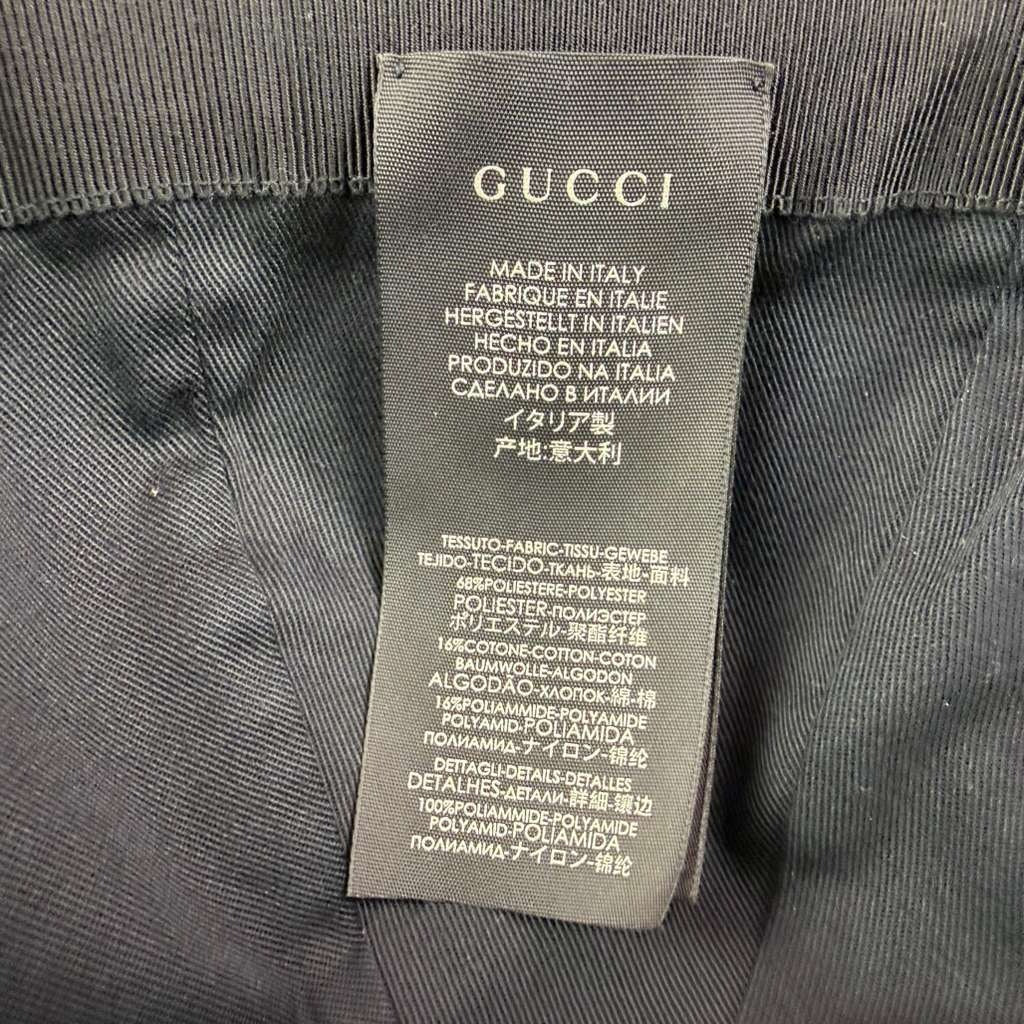 GUCCI
MADE IN ITALY
FABRIQUE EN ITALIE
HERGESTELLT IN ITALIEN
HECHO EN ITALIA
PRODUZIDO NA ITALIA
СДЕЛАНО В ИТАЛИИ
イタリア製
产地:意大利
TESSUTO-FABRIC-TISSU-GEWEBE
TEJIDO-TECIDO-ТКАНЬ-表地-面料
68%POLIESTERE-POLYESTER
POLIESTER-ПОЛИЭСТЕР
ポリエステル-聚酯纤维
16%COTONE-COTTON-COTON
BAUMWOLLE-ALGODON
ALGODÃO-ХЛОПОК-綿-棉
16%POLIAMMIDE-POLYAMIDE
POLYAMID-POLIAMIDA
ПОЛИАМИД-ナイロン-锦纶
DETTAGLI-DETAILS-DETALLES
DETALHES-ДЕТАЛИ-詳細-镶边
100%POLIAMMIDE-POLYAMIDE
POLYAMID-POLIAMIDA
ПОЛИАМИД-ナイロン-锦纶